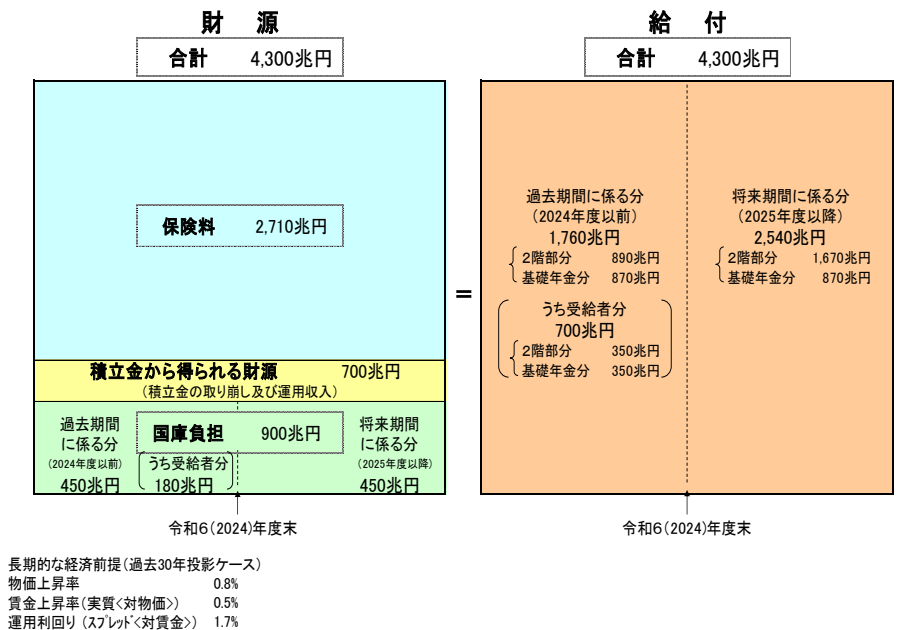 財 源
合計 4,300兆円
保険料 2,710兆円
積立金から得られる財源 700兆円
(積立金の取り崩し及び運用収入)
過去期間
に係る分
(2024年度以前)
450兆円
国庫負担 900兆円
うち受給者分
180兆円
将来期間
に係る分
(2025年度以降)
450兆円
令和6(2024)年度末
=
給 付
合計 4,300兆円
過去期間に係る分
(2024年度以前)
1,760兆円
2階部分 890兆円
基礎年金分 870兆円
うち受給者分
700兆円
2階部分 350兆円
基礎年金分 350兆円
将来期間に係る分
(2025年度以降)
2,540兆円
2階部分 1,670兆円
基礎年金分 870兆円
令和6(2024)年度末
長期的な経済前提(過去30年投影ケース)
物価上昇率 0.8%
賃金上昇率(実質<対物価>) 0.5%
運用利回り(スプレッド<対賃金>) 1.7%